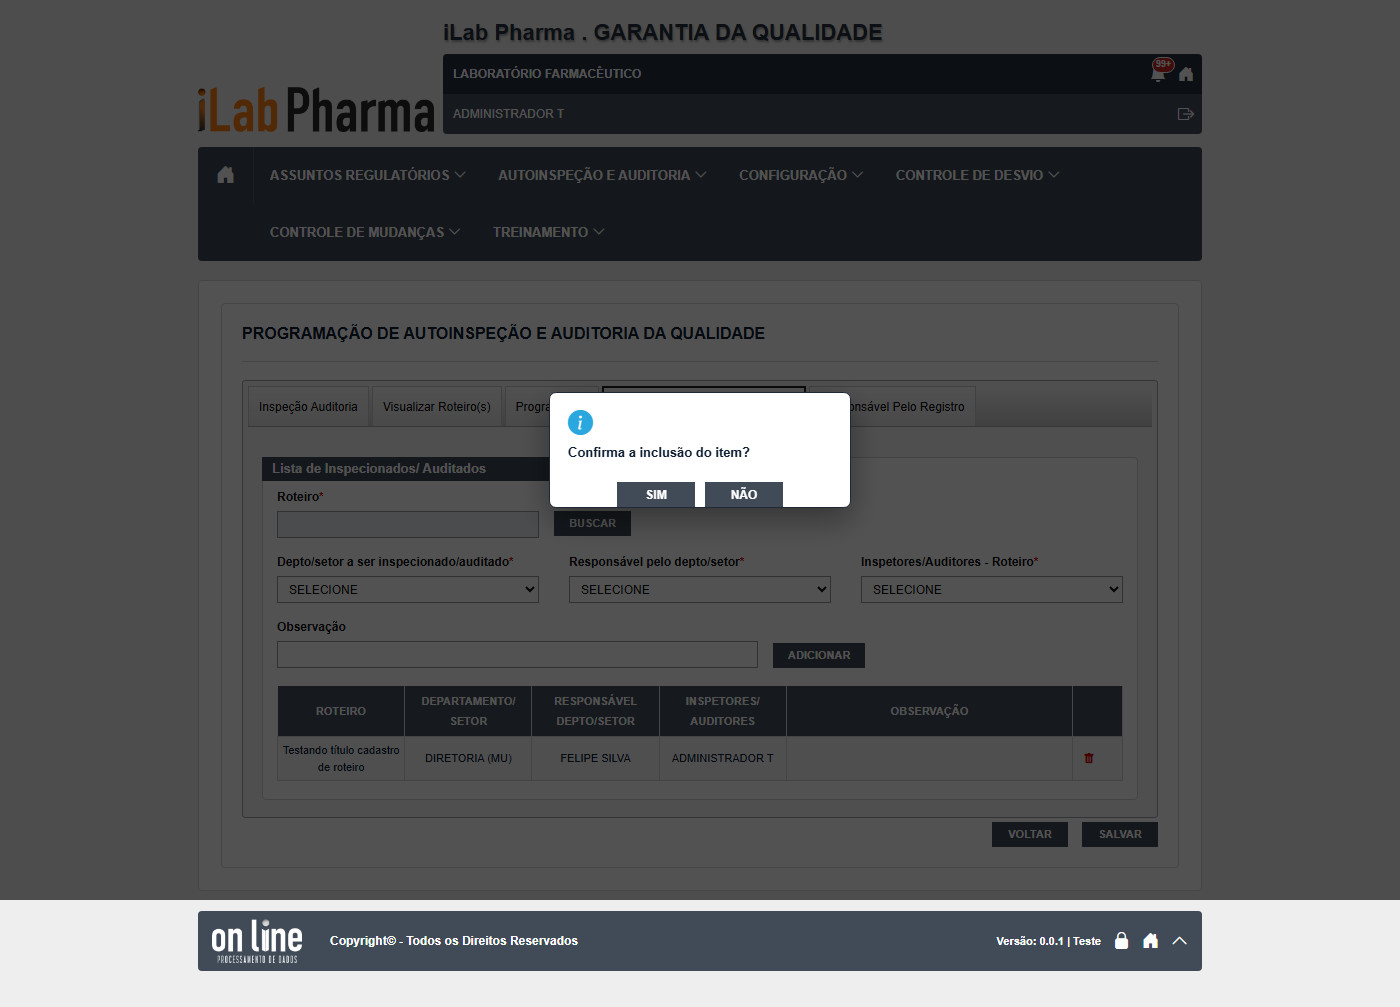 iLab Pharma . GARANTIA DA QUALIDADE
LABORATÓRIO FARMACÊUTICO
99+
iLab Pharma
ADMINISTRADOR T
ASSUNTOS REGULATÓRIOS
AUTOINSPEÇÃO E AUDITORIA
CONFIGURAÇÃO
CONTROLE DE DESVIO
CONTROLE DE MUDANÇAS
TREINAMENTO
PROGRAMAÇÃO DE AUTOINSPEÇÃO E AUDITORIA DA QUALIDADE
Inspeção Auditoria
Visualizar Roteiro(s)
Progra
onsável Pelo Registro
Confirma a inclusão do item?
SIM
NÃO
Lista de Inspecionados/ Auditados
Roteiro*
BUSCAR
Depto/setor a ser inspecionado/auditado*
Responsável pelo depto/setor*
Inspetores/Auditores - Roteiro*
SELECIONE
SELECIONE
SELECIONE
Observação
ADICIONAR
ROTEIRO
DEPARTAMENTO/
SETOR
RESPONSÁVEL
DEPTO/SETOR
INSPETORES/
AUDITORES
OBSERVAÇÃO
Testando título cadastro
de roteiro
DIRETORIA (MU)
FELIPE SILVA
ADMINISTRADOR T
VOLTAR
SALVAR
on line
PROCESSAMENTO DE DADOS
Copyright© - Todos os Direitos Reservados
Versão: 0.0.1 | Teste